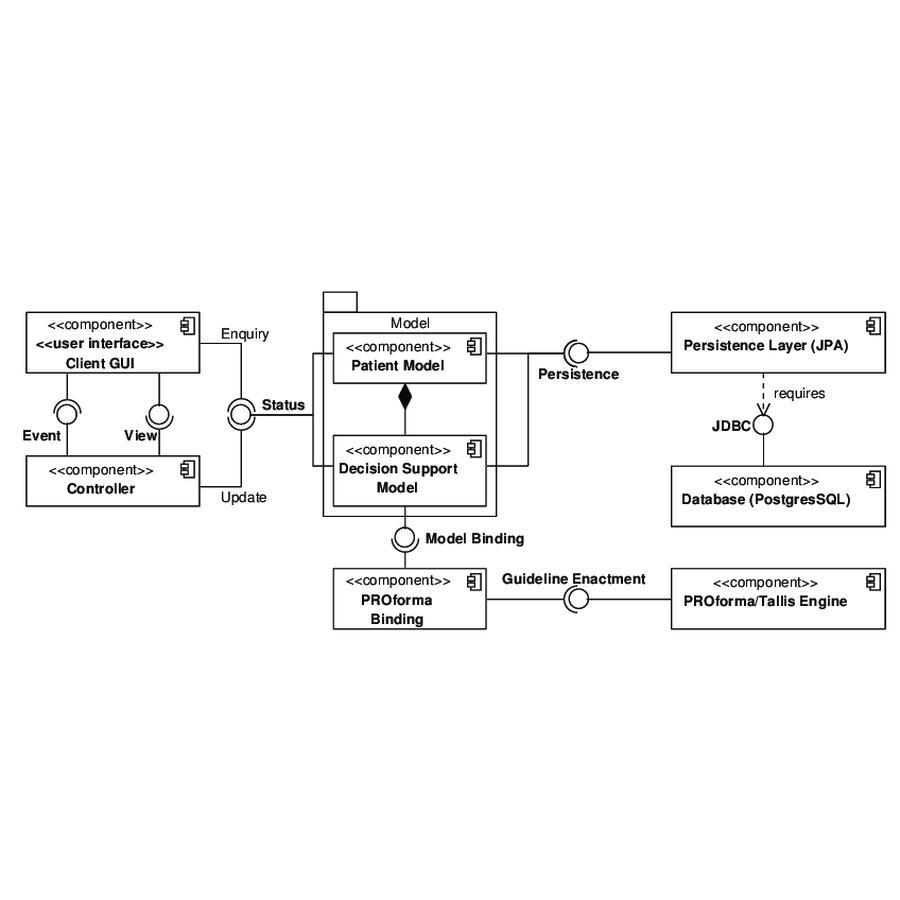 <<component>>
<<user interface>>
Client GUI
Enquiry
Event
View
<<component>>
Controller
Update
Status
Model
<<component>>
Patient Model
<<component>>
Decision Support
Model
Model Binding
<<component>>
PROforma
Binding
Persistence
Guideline Enactment
<<component>>
Persistence Layer (JPA)
requires
JDBC
<<component>>
Database (PostgresSQL)
<<component>>
PROforma/Tallis Engine